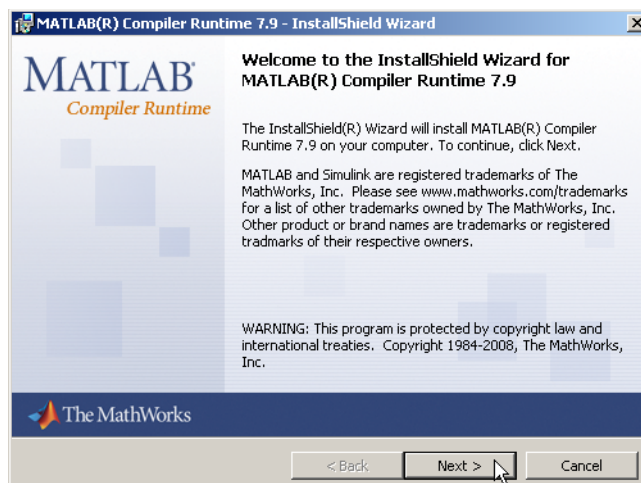 MATLAB(R) Compiler Runtime 7.9 - InstallShield Wizard
MATLAB®
Compiler Runtime
Welcome to the InstallShield Wizard for
MATLAB(R) Compiler Runtime 7.9
The InstallShield(R) Wizard will install MATLAB(R) Compiler
Runtime 7.9 on your computer. To continue, click Next.
MATLAB and Simulink are registered trademarks of The
MathWorks, Inc.  Please see www.mathworks.com/trademarks
for a list of other trademarks owned by The MathWorks, Inc.
Other product or brand names are trademarks or registered
tradmarks of their respective owners.
WARNING: This program is protected by copyright law and
international treaties.  Copyright 1984-2008, The MathWorks,
Inc.
The MathWorks
< Back
Next >
Cancel